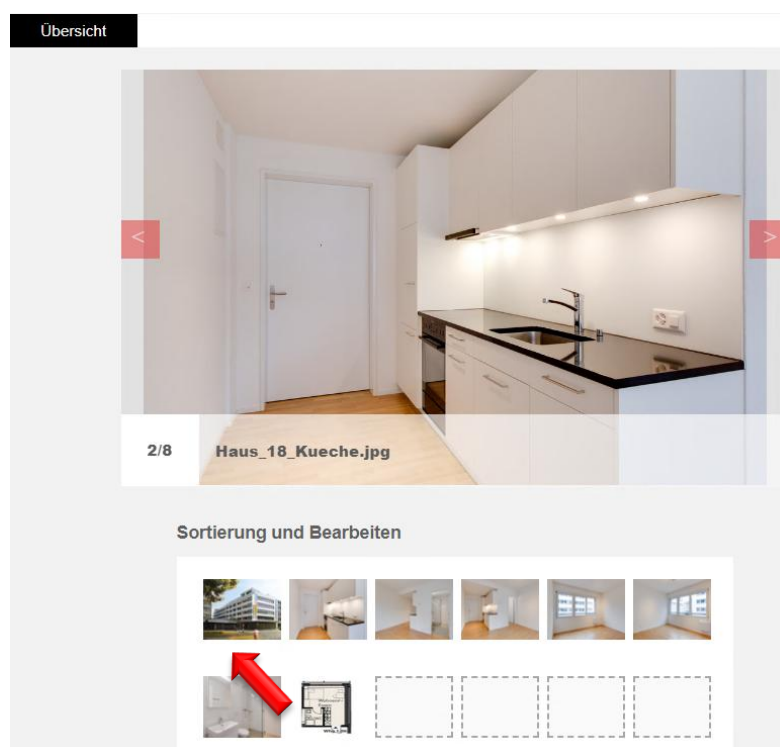 Übersicht
<
>
2/8 Haus_18_Kueche.jpg
Sortierung und Bearbeiten